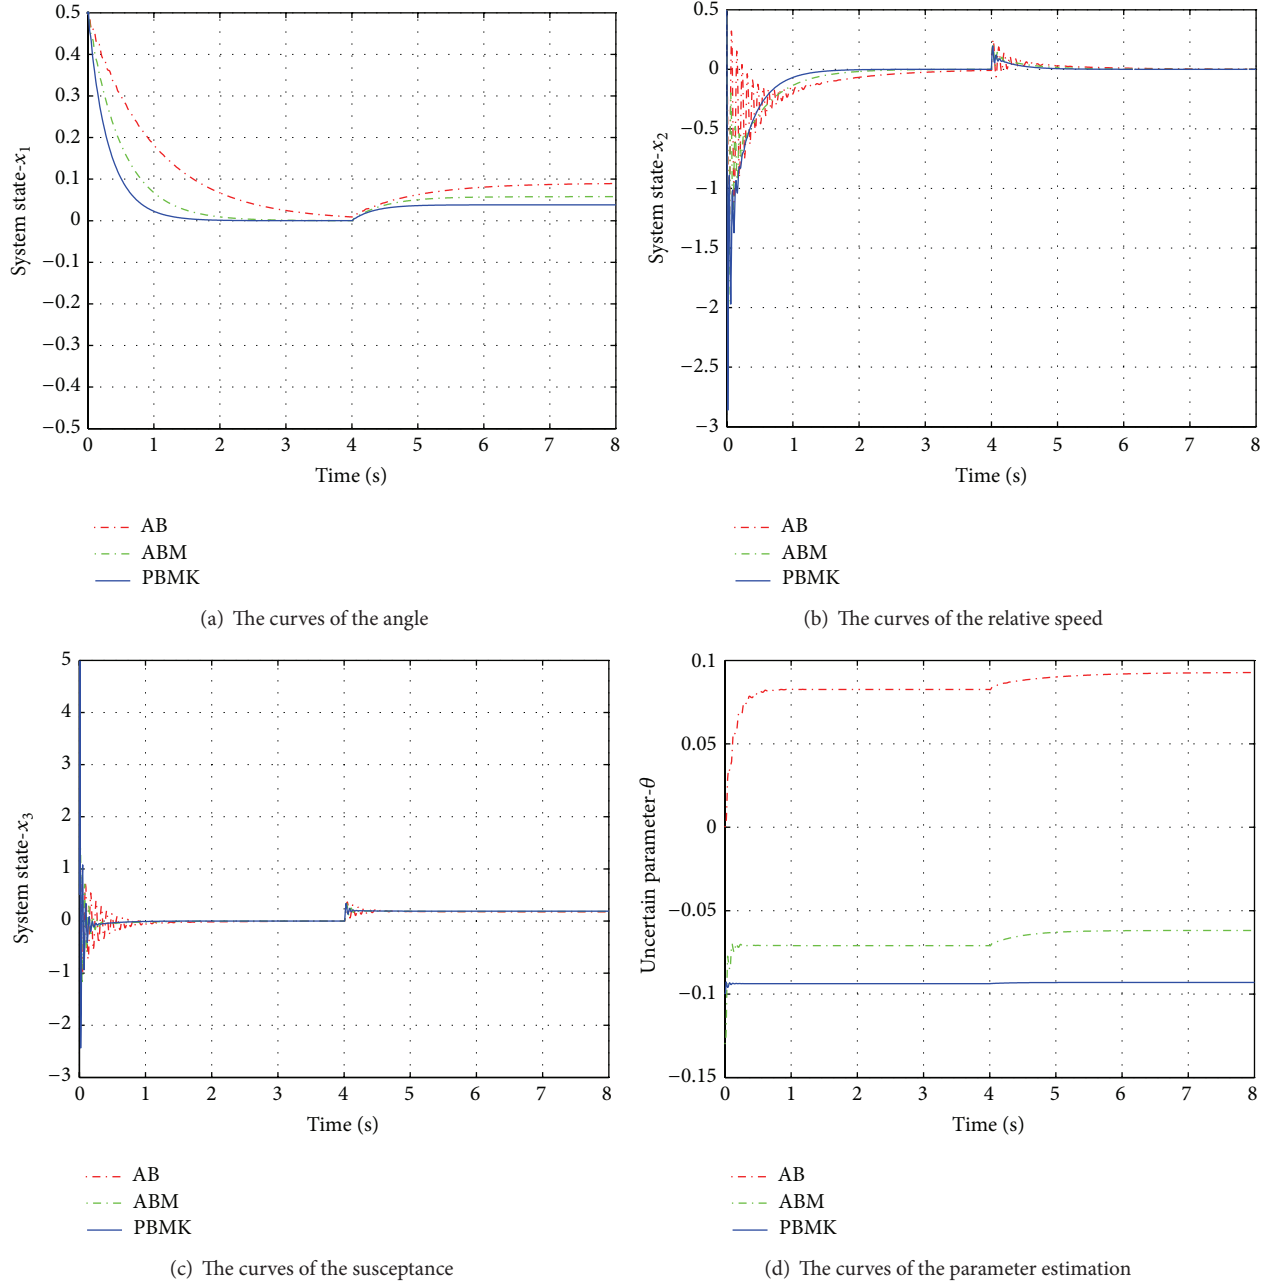 0.5
0.4
0.3
0.2
0.1
0
−0.1
−0.2
−0.3
−0.4
−0.5
System state-x1
0 1 2 3 4 5 6 7 8
Time (s)
AB
ABM
PBMK
(a) The curves of the angle
0.5
0
−0.5
−1
−1.5
−2
−2.5
−3
System state-x2
0 1 2 3 4 5 6 7 8
Time (s)
AB
ABM
PBMK
(b) The curves of the relative speed
5
4
3
2
1
0
−1
−2
−3
System state-x3
0 1 2 3 4 5 6 7 8
Time (s)
AB
ABM
PBMK
(c) The curves of the susceptance
0.1
0.05
0
−0.05
−0.1
−0.15
Uncertain parameter-θ
0 1 2 3 4 5 6 7 8
Time (s)
AB
ABM
PBMK
(d) The curves of the parameter estimation